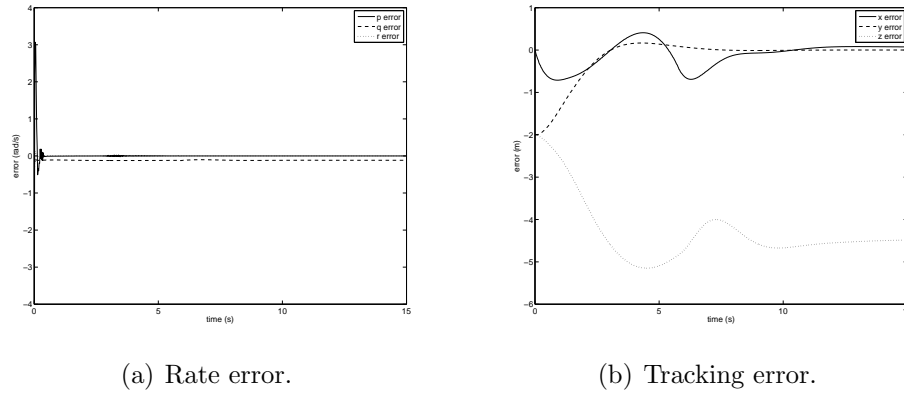 4
3
2
1
0
−1
−2
−3
−4
error (rad/s)
0
5
10
15
time (s)
p error
q error
r error
(a) Rate error.
1
0
−1
−2
−3
−4
−5
−6
error (m)
0
5
10
15
time (s)
x error
y error
z error
(b) Tracking error.